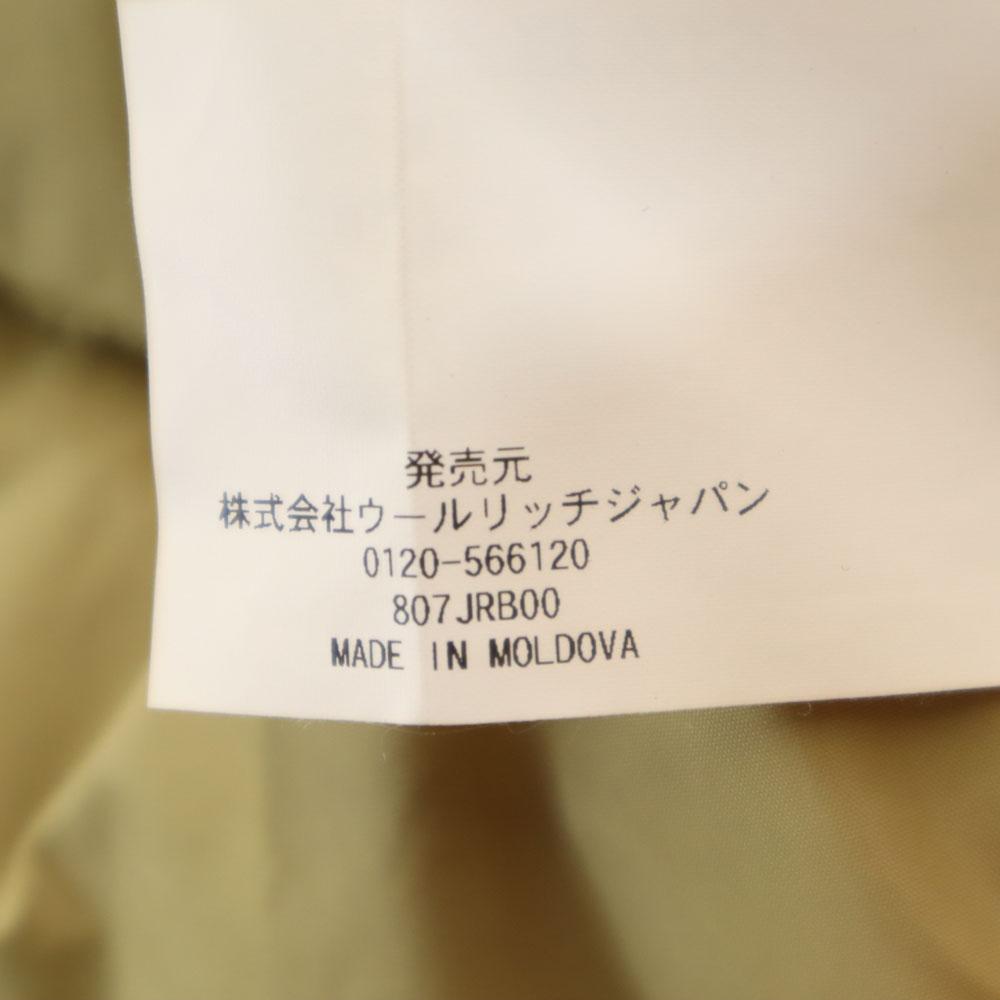 発売元
株式会社ウールリッチジャパン
0120-566120
807JRB00
MADE IN MOLDOVA